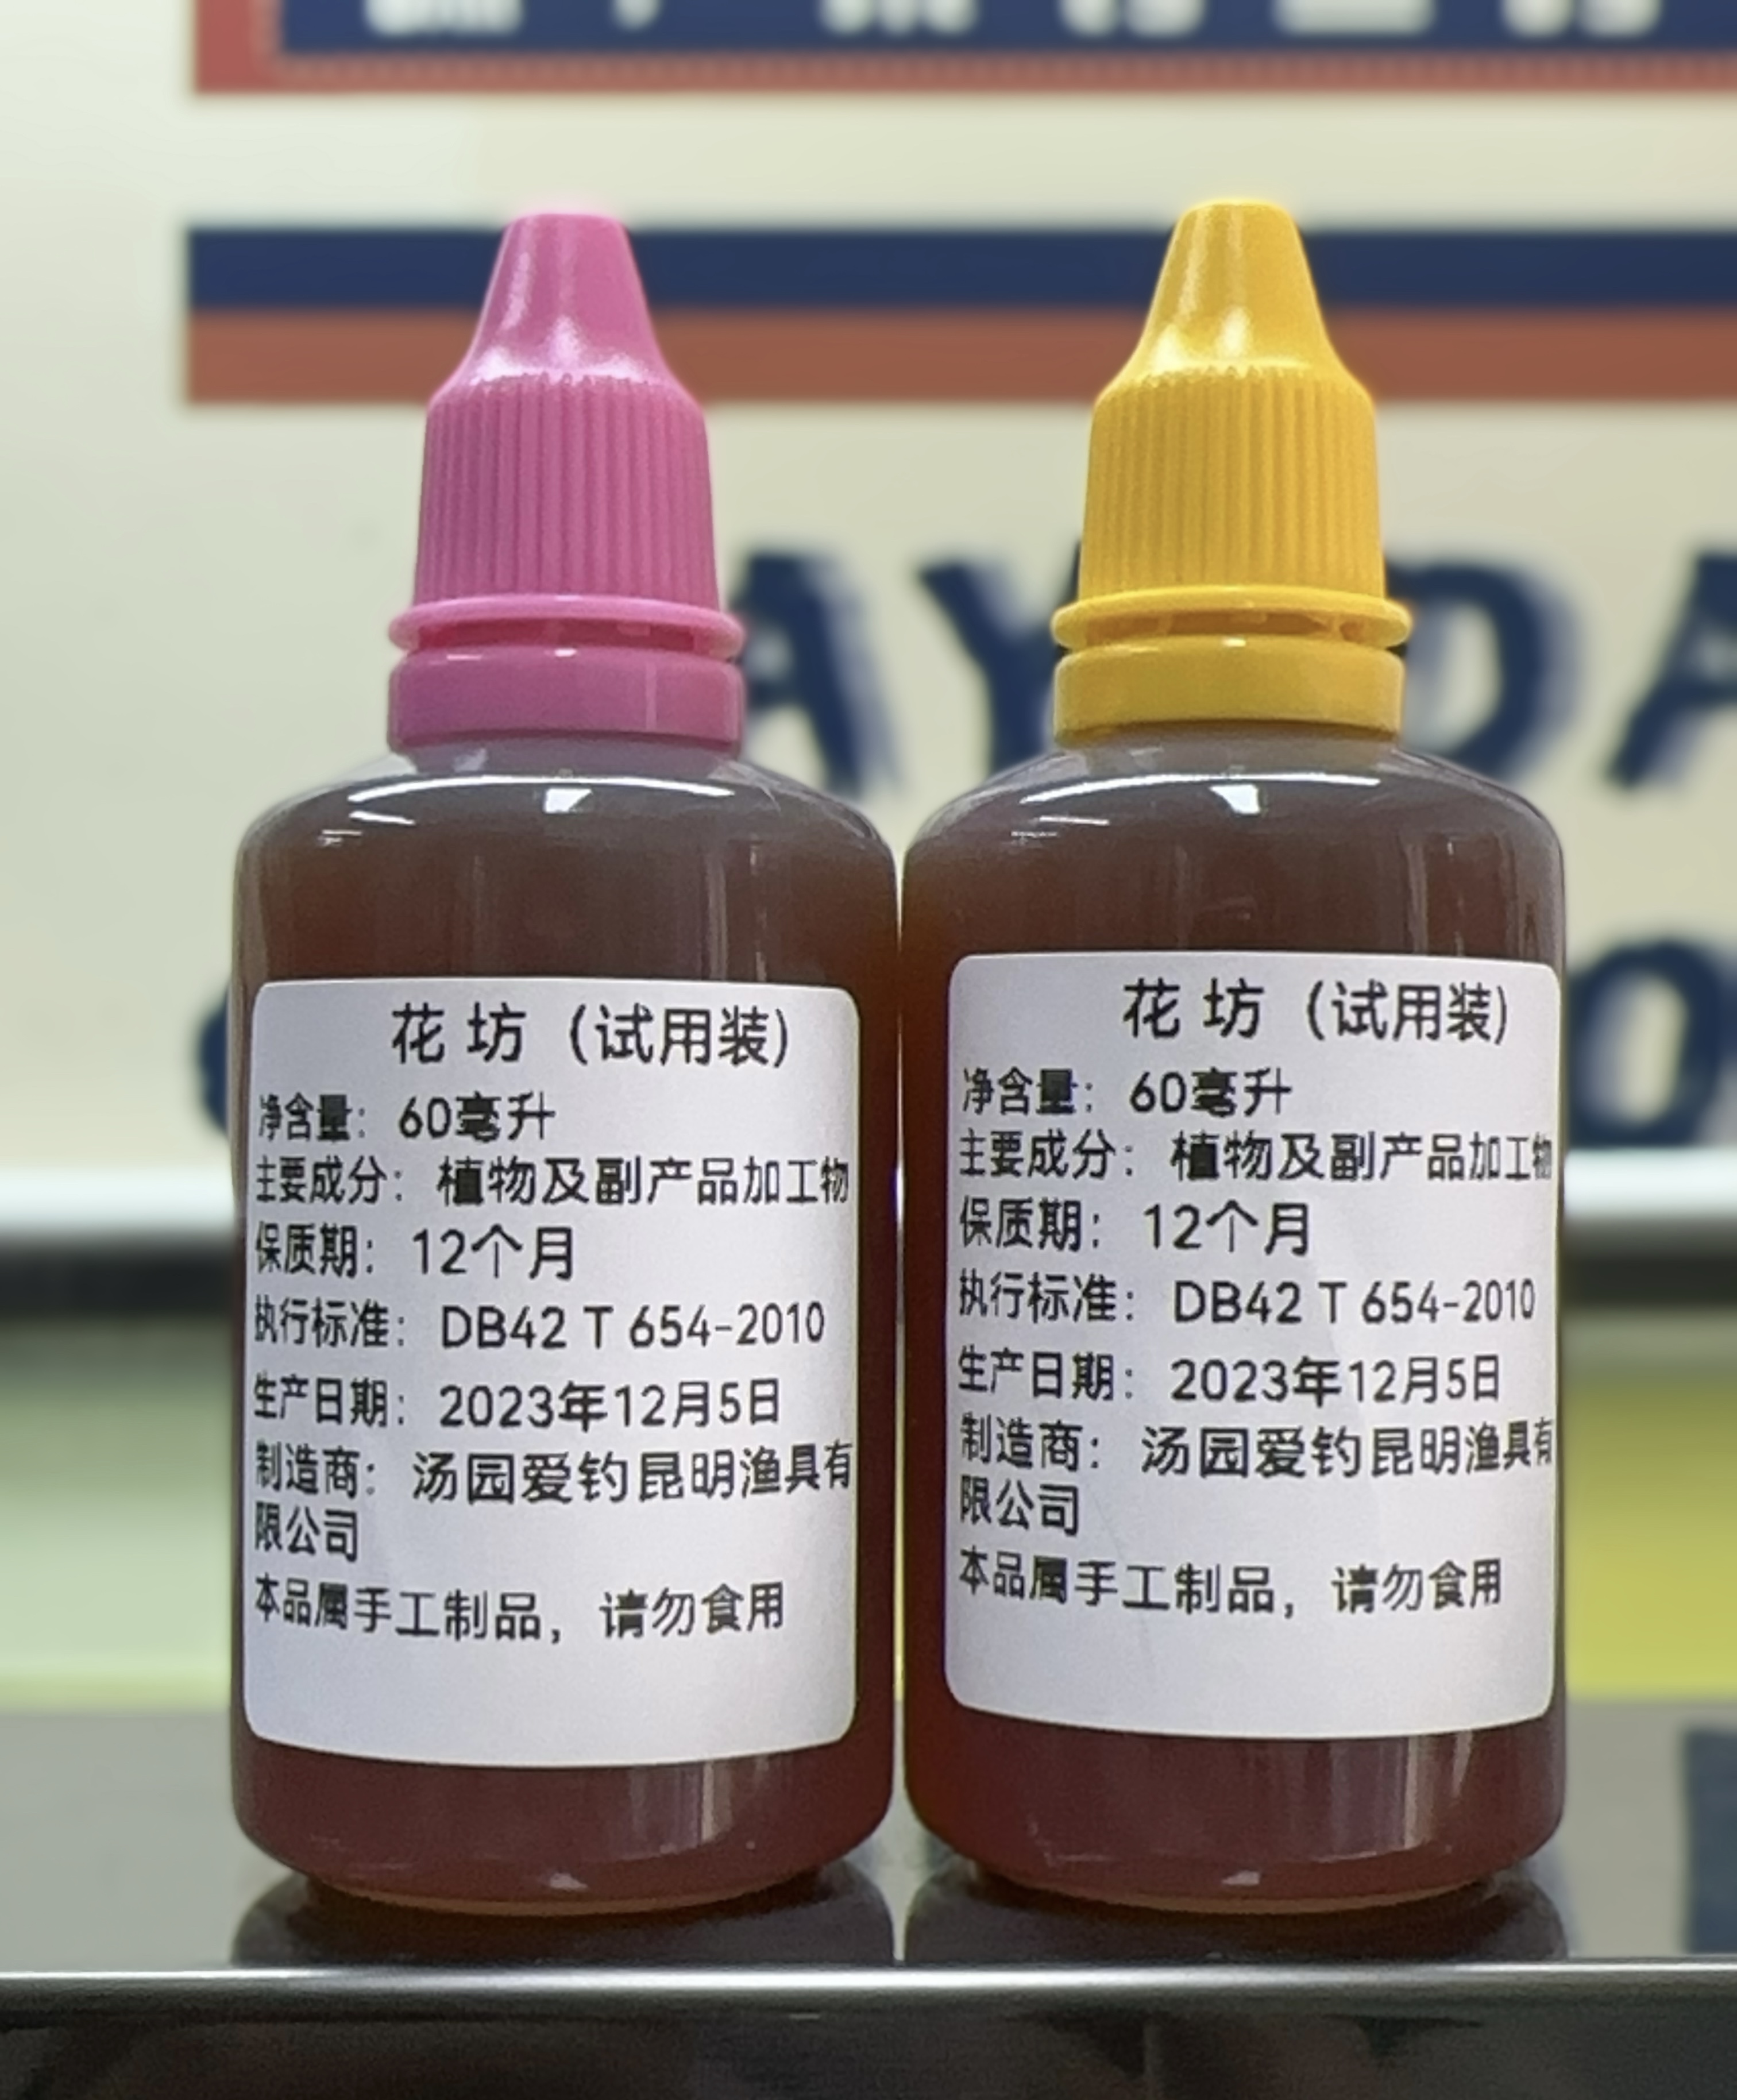 花 坊 (试用装)
净含量: 60毫升
主要成分: 植物及副产品加工物
保质期: 12个月
执行标准: DB42 T 654-2010
生产日期: 2023年12月5日
制造商: 汤园爱钓昆明渔具有
限公司
本品属手工制品, 请勿食用
花 坊 (试用装)
净含量: 60毫升
主要成分: 植物及副产品加工物
保质期: 12个月
执行标准: DB42 T 654-2010
生产日期: 2023年12月5日
制造商: 汤园爱钓昆明渔具有
限公司
本品属手工制品, 请勿食用